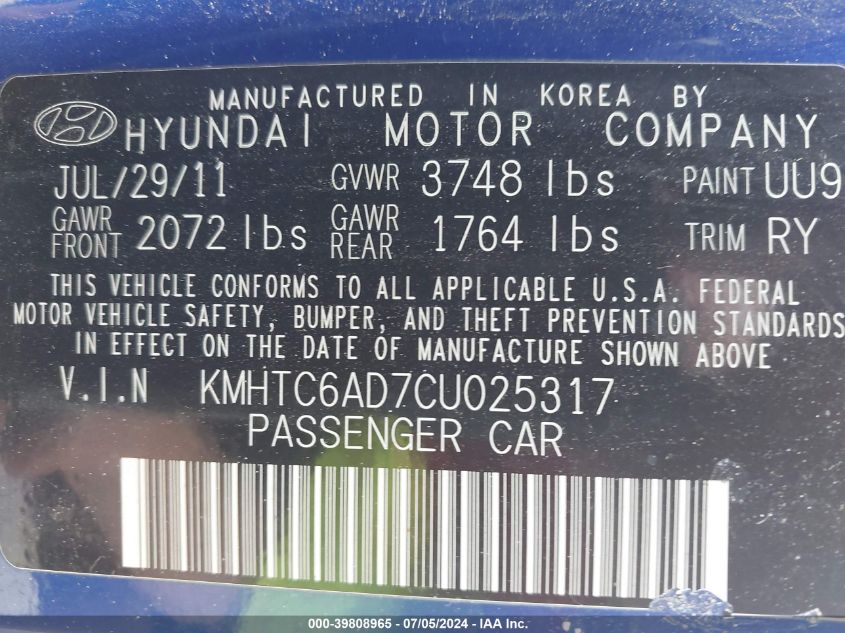 MANUFACTURED IN KOREA BY
HYUNDAI MOTOR COMPANY
JUL/29/11 GVWR 3748 lbs PAINT UU9
GAWR FRONT 2072 lbs GAWR REAR 1764 lbs TRIM RY
THIS VEHICLE CONFORMS TO ALL APPLICABLE U.S.A. FEDERAL
MOTOR VEHICLE SAFETY, BUMPER, AND THEFT PREVENTION STANDARDS
IN EFFECT ON THE DATE OF MANUFACTURE SHOWN ABOVE
V.I.N KMHTC6AD7CU025317
PASSENGER CAR
000-39808965 / 07/05/2024 - IAA Inc.